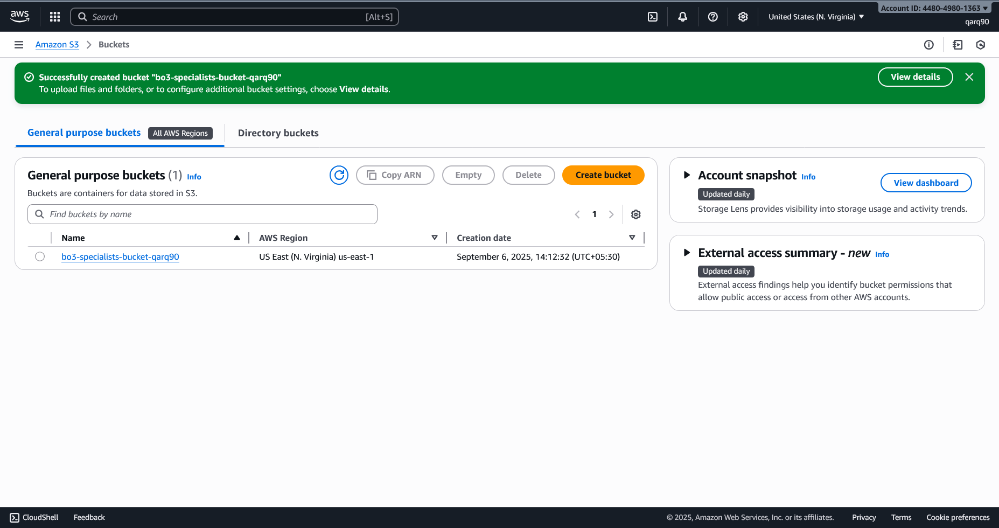 aws
Search [Alt+S]
United States (N. Virginia)
Account ID: 4480-4980-1363
qarq90
Amazon S3 Buckets
Successfully created bucket "bo3-specialists-bucket-qarq90"
To upload files and folders, or to configure additional bucket settings, choose View details.
View details
General purpose buckets All AWS Regions Directory buckets
General purpose buckets (1) Info
Copy ARN Empty Delete Create bucket
Buckets are containers for data stored in S3.
Find buckets by name
1
Name AWS Region Creation date
bo3-specialists-bucket-qarq90 US East (N. Virginia) us-east-1 September 6, 2025, 14:12:32 (UTC+05:30)
Account snapshot Info
View dashboard
Updated daily
Storage Lens provides visibility into storage usage and activity trends.
External access summary - new Info
Updated daily
External access findings help you identify bucket permissions that
allow public access or access from other AWS accounts.
CloudShell Feedback © 2025, Amazon Web Services, Inc. or its affiliates. Privacy Terms Cookie preferences